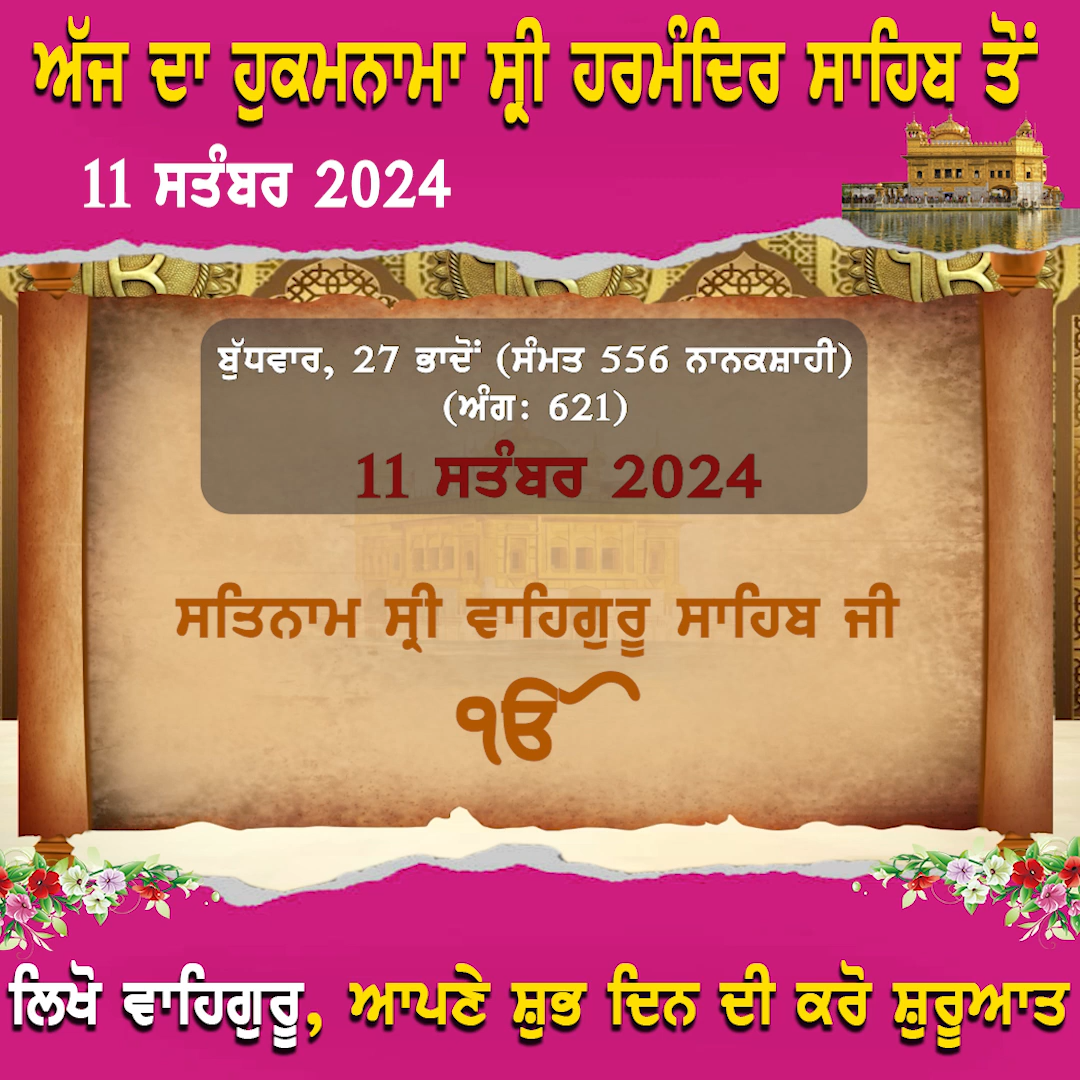 ਅੱਜ ਦਾ ਹੁਕਮਨਾਮਾ ਸ੍ਰੀ ਹਰਮੰਦਿਰ ਸਾਹਿਬ ਤੋਂ
11 ਸਤੰਬਰ 2024
ਬੁੱਧਵਾਰ, 27 ਭਾਦੋਂ (ਸੰਮਤ 556 ਨਾਨਕਸ਼ਾਹੀ)
(ਅੰਗ: 621)
11 ਸਤੰਬਰ 2024
ਸਤਿਨਾਮ ਸ੍ਰੀ ਵਾਹਿਗੁਰੂ ਸਾਹਿਬ ਜੀ
ੴ
ਲਿਖੋ ਵਾਹਿਗੁਰੂ, ਆਪਣੇ ਸ਼ੁਭ ਦਿਨ ਦੀ ਕਰੋ ਸ਼ੁਰੂਆਤ